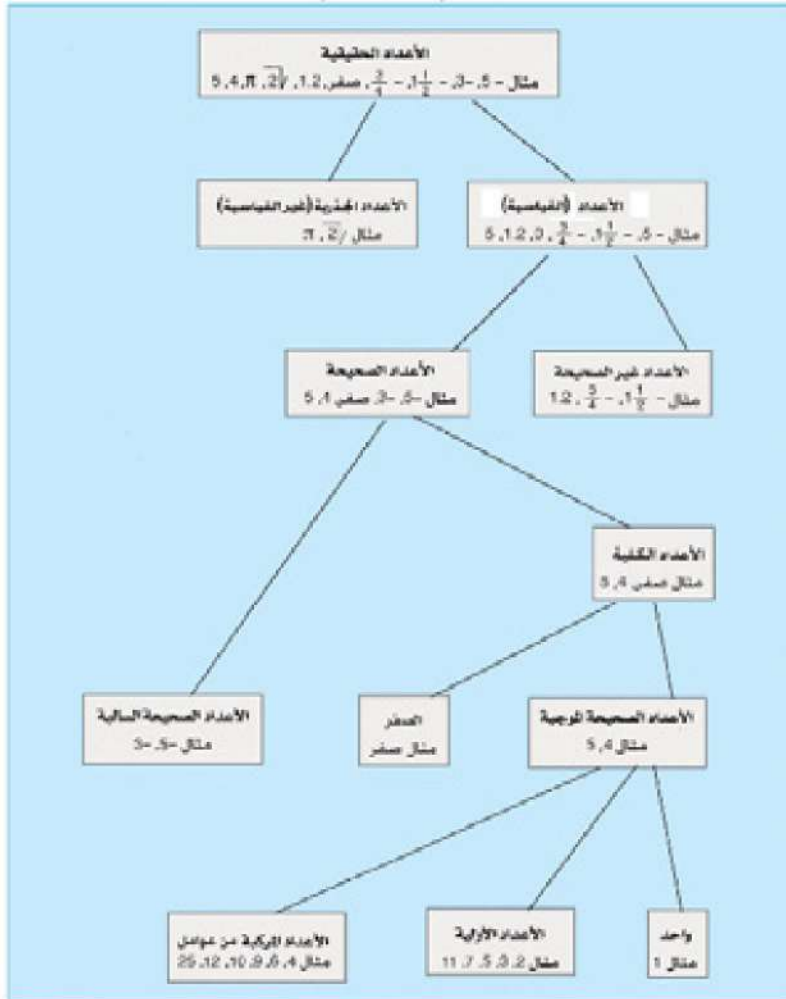 الأعداد الحقيقية
مثال - 5، -3، - 1½، - ¾، صفر، 1.2، √2، π، 4، 5
الأعداد الجذرية (غير القياسية)
مثال √2، π
الأعداد (القياسية)
مثال - 5، - 1½، - ¾، 0، 1.2، 5
الأعداد الصحيحة
مثال -5، -3، صفر، 4، 5
الأعداد غير الصحيحة
مثال - 1½، - ¾، 1.2
الأعداد الكلية
مثال صفر، 4، 5
الأعداد الصحيحة السالبة
مثال -5، -3
الصفر
مثال صفر
الأعداد الصحيحة الموجبة
مثال 4، 5
الأعداد المركبة من عوامل
مثال 4، 6، 9، 10، 12، 25
الأعداد الأولية
مثال 2، 3، 5، 7، 11
واحد
مثال 1